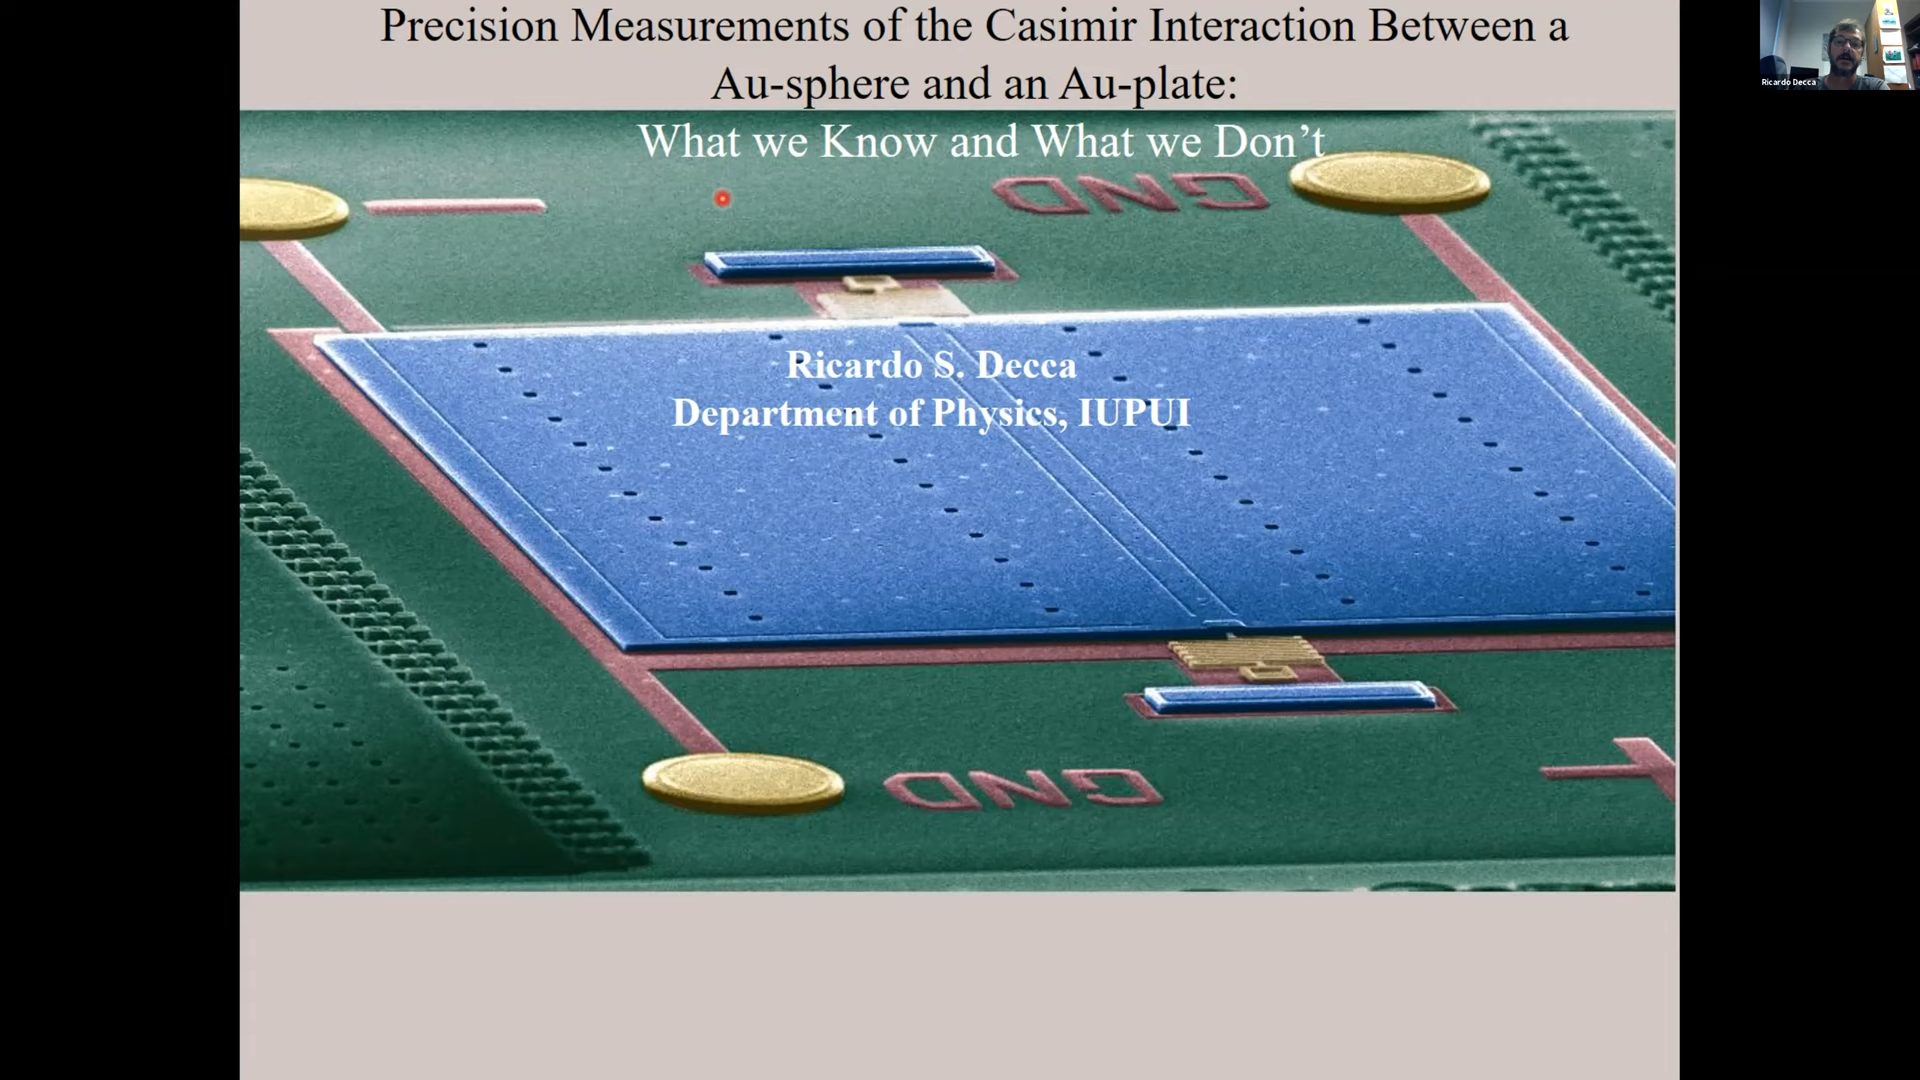 Precision Measurements of the Casimir Interaction Between a
Au-sphere and an Au-plate:
What we Know and What we Don't
GND
Ricardo S. Decca
Department of Physics, IUPUI
GND
Ricardo Decca